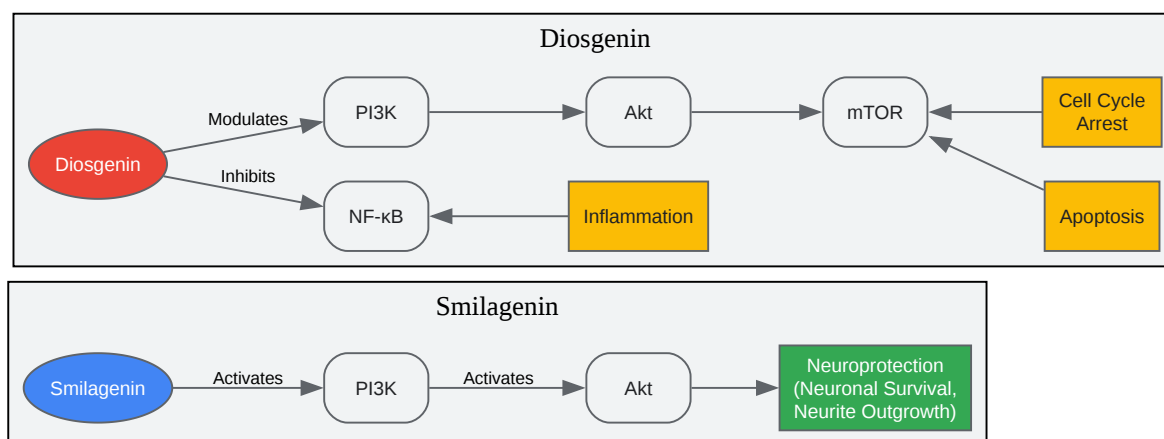 Diosgenin
Modulates
PI3K
Akt
mTOR
Cell Cycle
Arrest
Diosgenin
Inhibits
NF-κB
Inflammation
Apoptosis
Smilagenin
Smilagenin
Activates
PI3K
Activates
Akt
Neuroprotection
(Neuronal Survival,
Neurite Outgrowth)